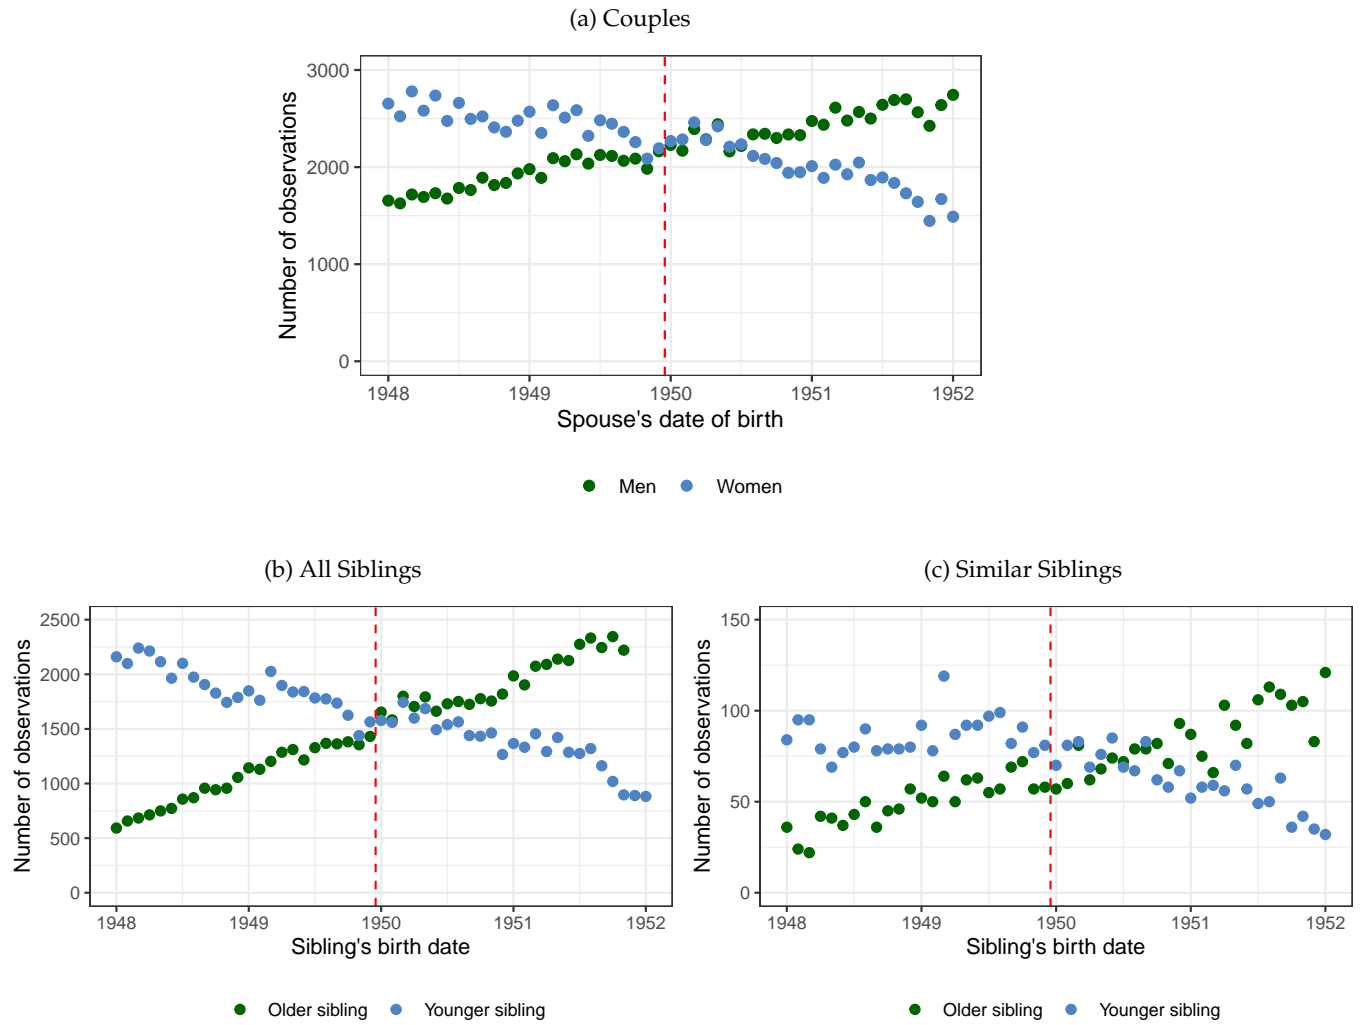 (a) Couples
3000
2000
1000
0
Number of observations
1948 1949 1950 1951 1952
Spouse's date of birth
Men Women
(b) All Siblings
2500
2000
1500
1000
500
0
Number of observations
1948 1949 1950 1951 1952
Sibling's birth date
Older sibling Younger sibling
(c) Similar Siblings
150
100
50
0
Number of observations
1948 1949 1950 1951 1952
Sibling's birth date
Older sibling Younger sibling